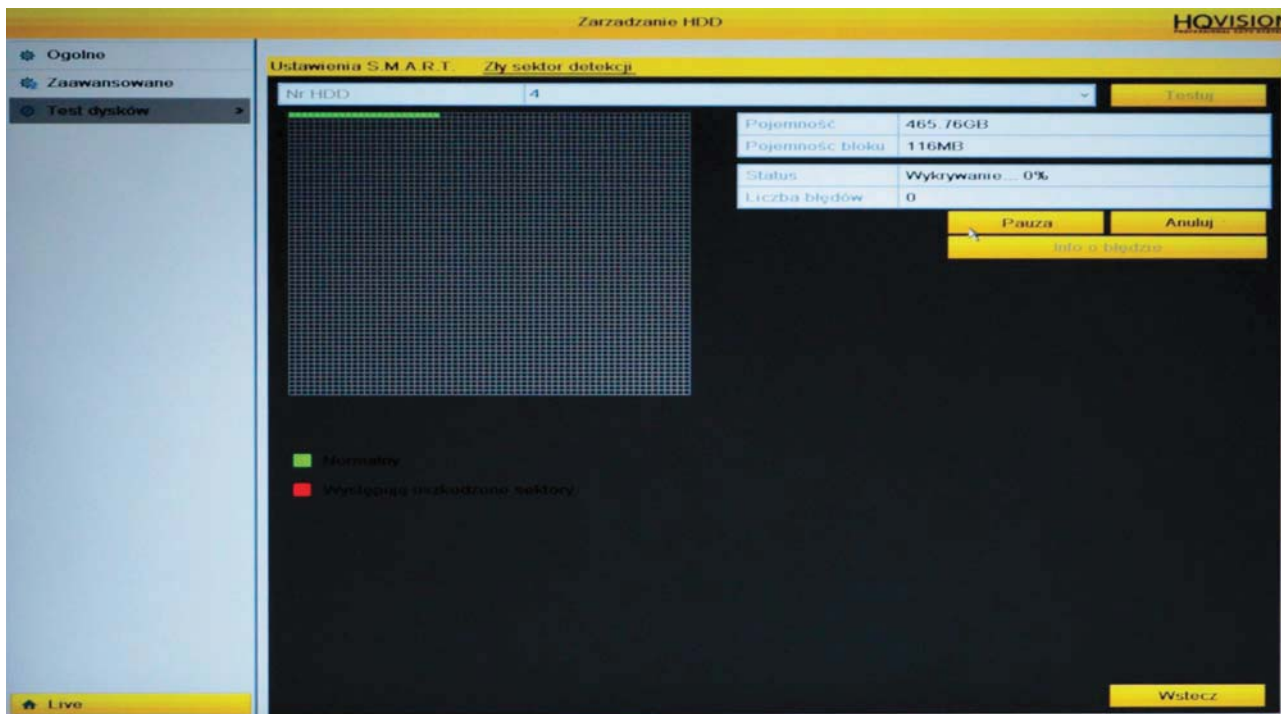 Zarzadzanie HDD
HQVISION
Ogolne
Zaawansowane
Test dysków >
Ustawienia S.M.A.R.T. Zły sektor detekcji
Nr HDD 4 Testuj
Pojemność 465.76GB
Pojemność bloku 116MB
Status Wykrywanie... 0%
Liczba błędów 0
Pauza Anuluj
Info o błędzie
Normalny
Występują uszkodzone sektory
Live
Wstecz